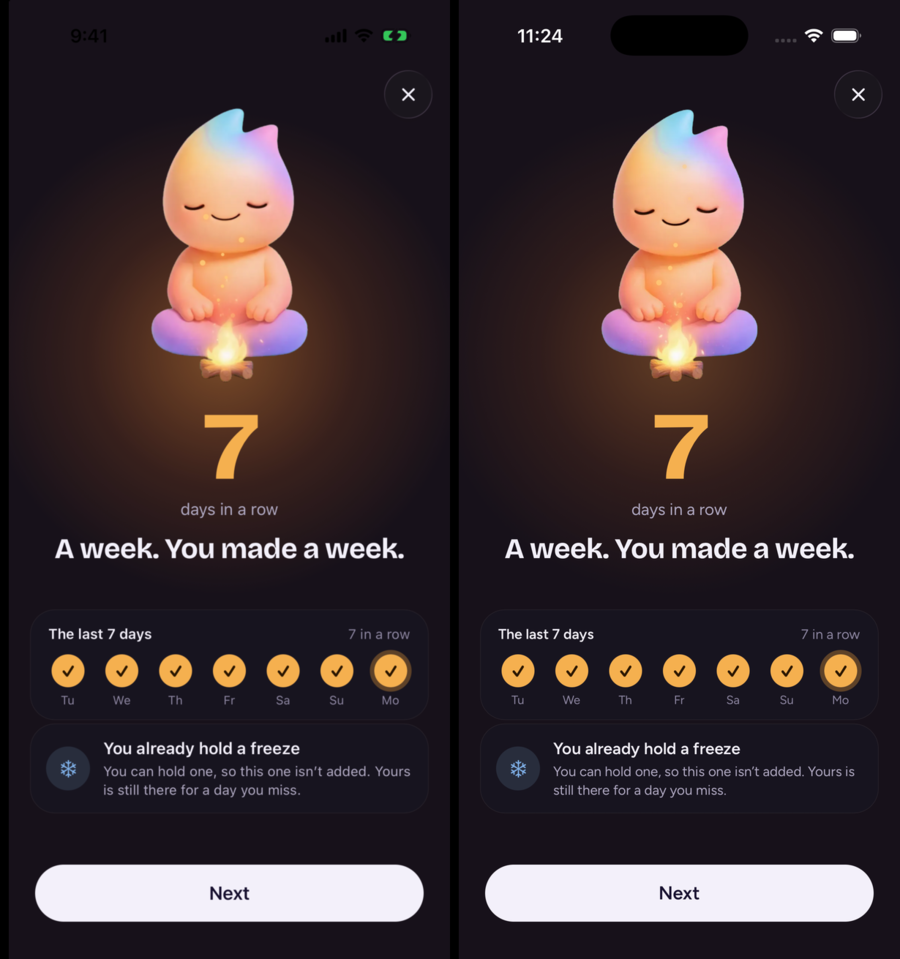 9:41
7
days in a row
A week. You made a week.
The last 7 days
7 in a row
Tu We Th Fr Sa Su Mo
You already hold a freeze
You can hold one, so this one isn’t added. Yours
is still there for a day you miss.
Next
11:24
7
days in a row
A week. You made a week.
The last 7 days
7 in a row
Tu We Th Fr Sa Su Mo
You already hold a freeze
You can hold one, so this one isn’t added. Yours is
still there for a day you miss.
Next